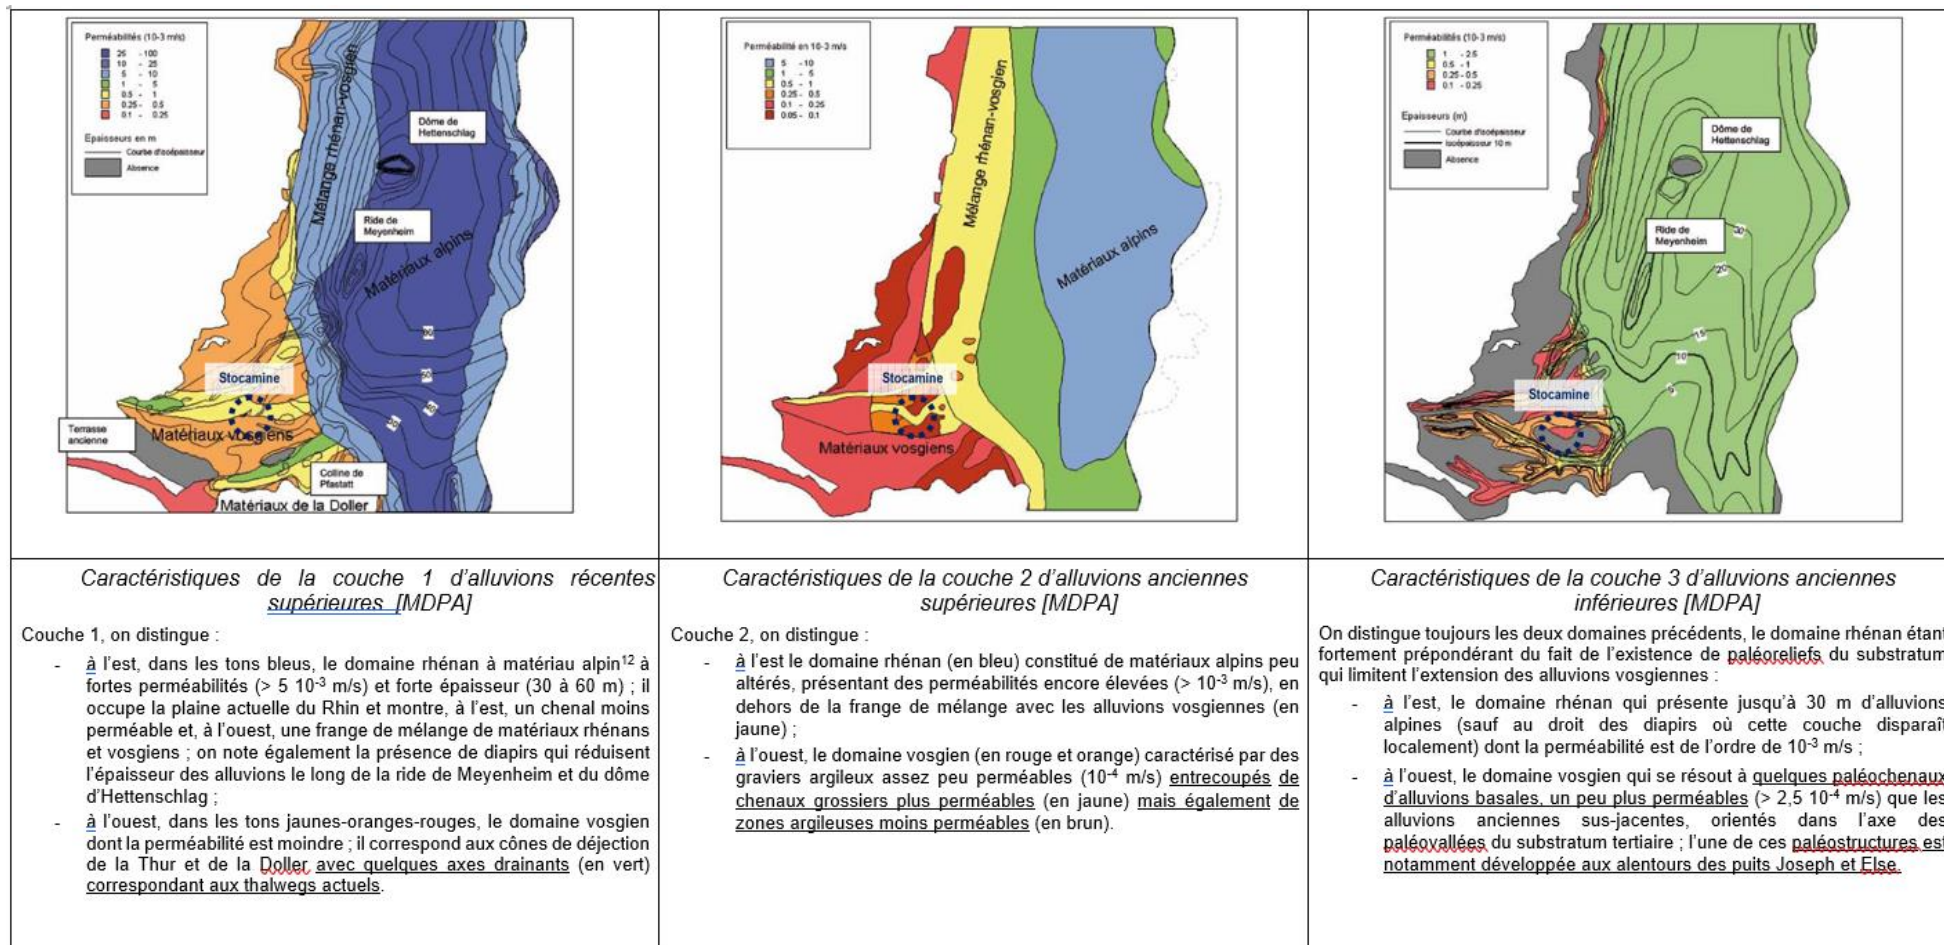 Perméabilités (10-3 m/s)
25 - 100
10 - 25
5 - 10
1 - 5
0.5 - 1
0.25 - 0.5
0.1 - 0.25
Epaisseurs en m
Courbe d'isoépaisseur
Absence
Mélange rhénan-vosgien
Dôme de
Hettenschlag
Ride de
Meyenheim
Matériaux alpins
Stocamine
Terrasse
ancienne
Matériaux vosgiens
Colline de
Pfastatt
Matériaux de la Doller
Perméabilité en 10-3 m/s
5 -10
1 - 5
0.5 - 1
0.25 - 0.5
0.1 - 0.25
0.05 - 0.1
Mélange rhénan-vosgien
Matériaux alpins
Stocamine
Matériaux vosgiens
Perméabilités (10-3 m/s)
1 - 2.5
0.5 - 1
0.25 - 0.5
0.1 - 0.25
Epaisseurs (m)
Courbe d'isoépaisseur
Isoépaisseur 10 m
Absence
Dôme de
Hettenschlag
Ride de
Meyenheim
30
20
15
10
5
Stocamine
Caractéristiques de la couche 1 d'alluvions récentes
supérieures [MDPA]
Couche 1, on distingue :
- à l'est, dans les tons bleus, le domaine rhénan à matériau alpin12 à
fortes perméabilités (> 5 10-3 m/s) et forte épaisseur (30 à 60 m) ; il
occupe la plaine actuelle du Rhin et montre, à l'est, un chenal moins
perméable et, à l'ouest, une frange de mélange de matériaux rhénans
et vosgiens ; on note également la présence de diapirs qui réduisent
l'épaisseur des alluvions le long de la ride de Meyenheim et du dôme
d'Hettenschlag ;
- à l'ouest, dans les tons jaunes-oranges-rouges, le domaine vosgien
dont la perméabilité est moindre ; il correspond aux cônes de déjection
de la Thur et de la Doller avec quelques axes drainants (en vert)
correspondant aux thalwegs actuels.
Caractéristiques de la couche 2 d'alluvions anciennes
supérieures [MDPA]
Couche 2, on distingue :
- à l'est le domaine rhénan (en bleu) constitué de matériaux alpins peu
altérés, présentant des perméabilités encore élevées (> 10-3 m/s), en
dehors de la frange de mélange avec les alluvions vosgiennes (en
jaune) ;
- à l'ouest, le domaine vosgien (en rouge et orange) caractérisé par des
graviers argileux assez peu perméables (10-4 m/s) entrecoupés de
chenaux grossiers plus perméables (en jaune) mais également de
zones argileuses moins perméables (en brun).
Caractéristiques de la couche 3 d'alluvions anciennes
inférieures [MDPA]
On distingue toujours les deux domaines précédents, le domaine rhénan étant
fortement prépondérant du fait de l'existence de paléoreliefs du substratum
qui limitent l'extension des alluvions vosgiennes :
- à l'est, le domaine rhénan qui présente jusqu'à 30 m d'alluvions
alpines (sauf au droit des diapirs où cette couche disparaît
localement) dont la perméabilité est de l'ordre de 10-3 m/s ;
- à l'ouest, le domaine vosgien qui se résout à quelques paléochenaux
d'alluvions basales, un peu plus perméables (> 2,5 10-4 m/s) que les
alluvions anciennes sus-jacentes, orientés dans l'axe des
paléovallées du substratum tertiaire ; l'une de ces paléostructures est
notamment développée aux alentours des puits Joseph et Else.